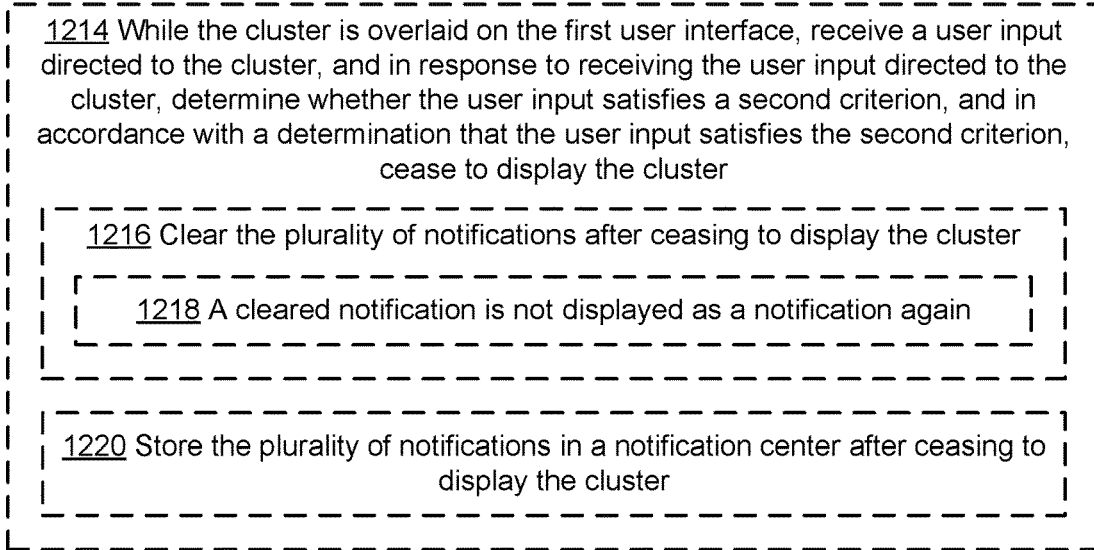 1214 While the cluster is overlaid on the first user interface, receive a user input
directed to the cluster, and in response to receiving the user input directed to the
cluster, determine whether the user input satisfies a second criterion, and in
accordance with a determination that the user input satisfies the second criterion,
cease to display the cluster
1216 Clear the plurality of notifications after ceasing to display the cluster
1218 A cleared notification is not displayed as a notification again
1220 Store the plurality of notifications in a notification center after ceasing to
display the cluster